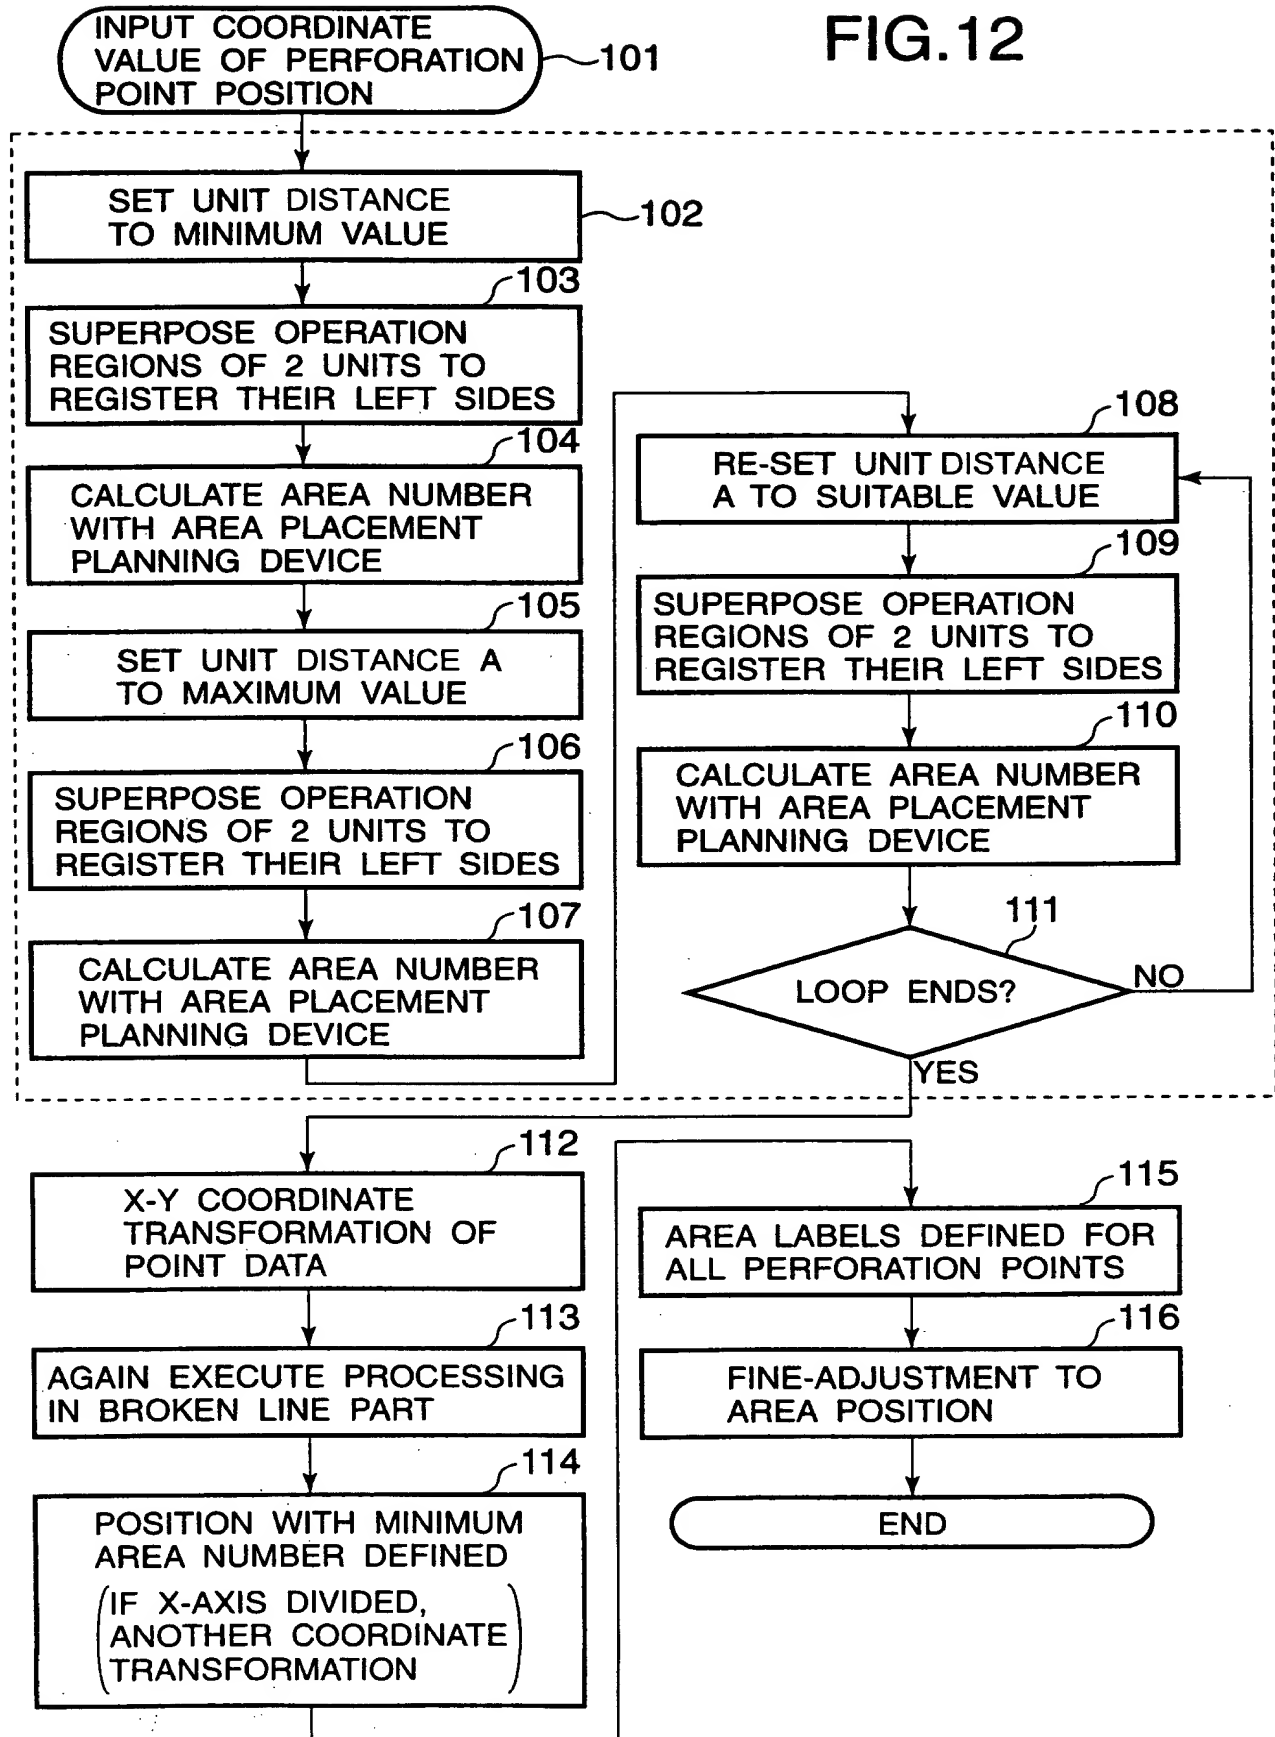 FIG.12
INPUT COORDINATE
VALUE OF PERFORATION
POINT POSITION
101
SET UNIT DISTANCE
TO MINIMUM VALUE
102
103
SUPERPOSE OPERATION
REGIONS OF 2 UNITS TO
REGISTER THEIR LEFT SIDES
104
CALCULATE AREA NUMBER
WITH AREA PLACEMENT
PLANNING DEVICE
105
SET UNIT DISTANCE A
TO MAXIMUM VALUE
106
SUPERPOSE OPERATION
REGIONS OF 2 UNITS TO
REGISTER THEIR LEFT SIDES
107
CALCULATE AREA NUMBER
WITH AREA PLACEMENT
PLANNING DEVICE
108
RE-SET UNIT DISTANCE
A TO SUITABLE VALUE
109
SUPERPOSE OPERATION
REGIONS OF 2 UNITS TO
REGISTER THEIR LEFT SIDES
110
CALCULATE AREA NUMBER
WITH AREA PLACEMENT
PLANNING DEVICE
111
LOOP ENDS?
NO
YES
112
X-Y COORDINATE
TRANSFORMATION OF
POINT DATA
113
AGAIN EXECUTE PROCESSING
IN BROKEN LINE PART
114
POSITION WITH MINIMUM
AREA NUMBER DEFINED
(IF X-AXIS DIVIDED,
ANOTHER COORDINATE
TRANSFORMATION)
115
AREA LABELS DEFINED FOR
ALL PERFORATION POINTS
116
FINE-ADJUSTMENT TO
AREA POSITION
END